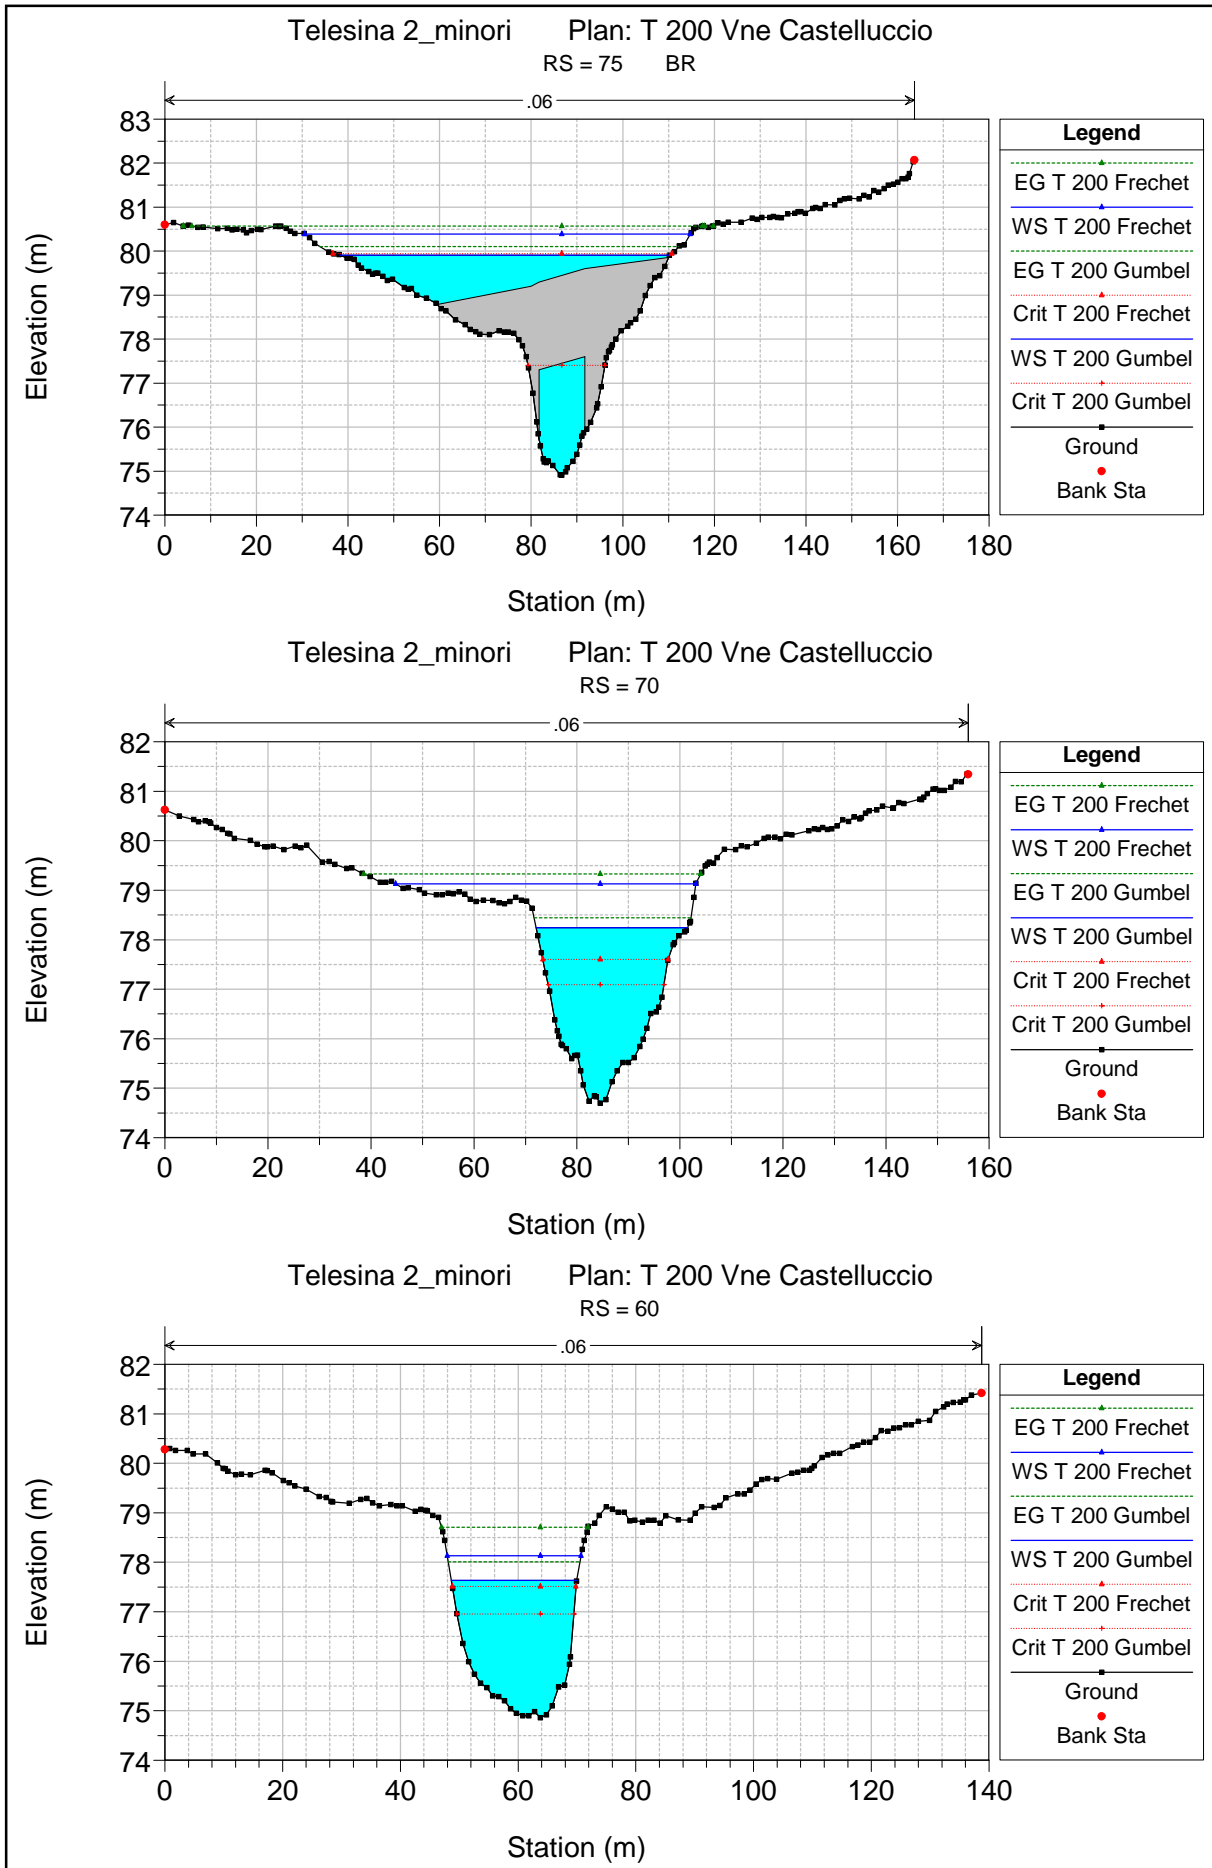 Telesina 2_minori Plan: T 200 Vne Castelluccio
RS = 75 BR
.06
83
82
81
80
79
78
77
76
75
74
Elevation (m)
0 20 40 60 80 100 120 140 160 180
Station (m)
Legend
EG T 200 Frechet
WS T 200 Frechet
EG T 200 Gumbel
Crit T 200 Frechet
WS T 200 Gumbel
Crit T 200 Gumbel
Ground
Bank Sta
Telesina 2_minori Plan: T 200 Vne Castelluccio
RS = 70
.06
82
81
80
79
78
77
76
75
74
Elevation (m)
0 20 40 60 80 100 120 140 160
Station (m)
Legend
EG T 200 Frechet
WS T 200 Frechet
EG T 200 Gumbel
WS T 200 Gumbel
Crit T 200 Frechet
Crit T 200 Gumbel
Ground
Bank Sta
Telesina 2_minori Plan: T 200 Vne Castelluccio
RS = 60
.06
82
81
80
79
78
77
76
75
74
Elevation (m)
0 20 40 60 80 100 120 140
Station (m)
Legend
EG T 200 Frechet
WS T 200 Frechet
EG T 200 Gumbel
WS T 200 Gumbel
Crit T 200 Frechet
Crit T 200 Gumbel
Ground
Bank Sta